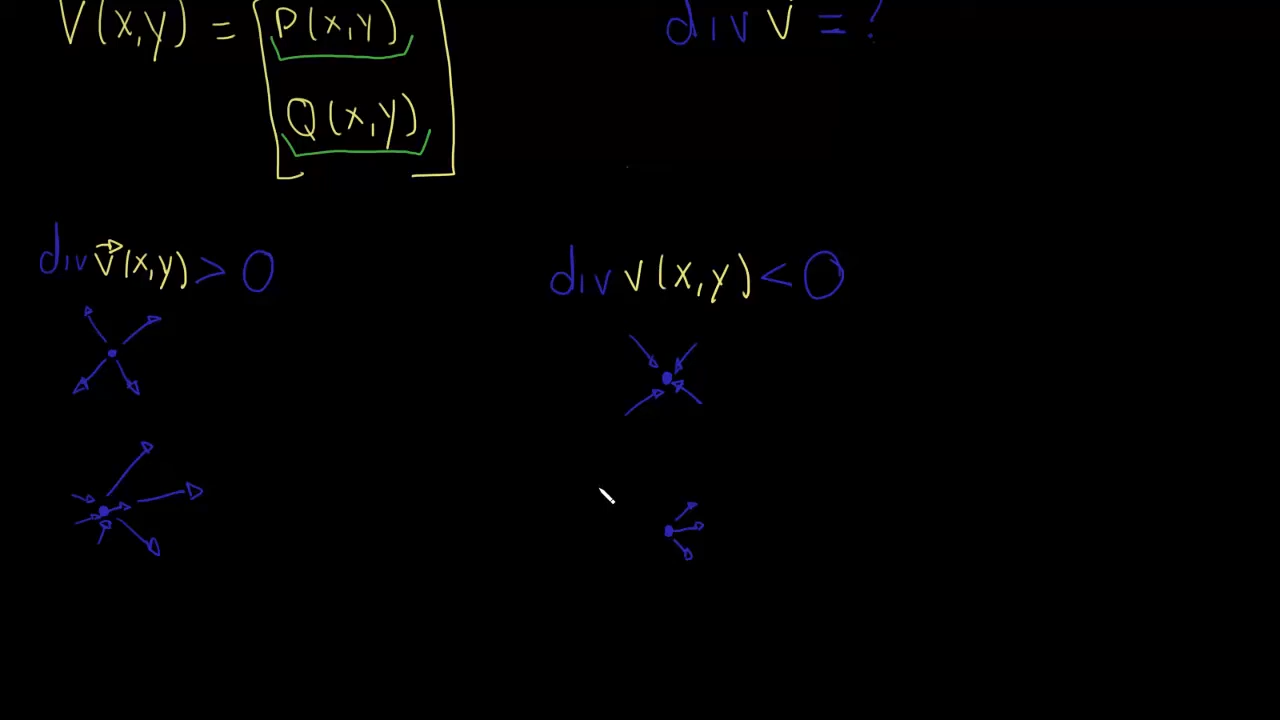 V(x,y) = [P(x,y)
Q(x,y)]
div V = ?
div v⃗(x,y) > 0
div v(x,y) < 0